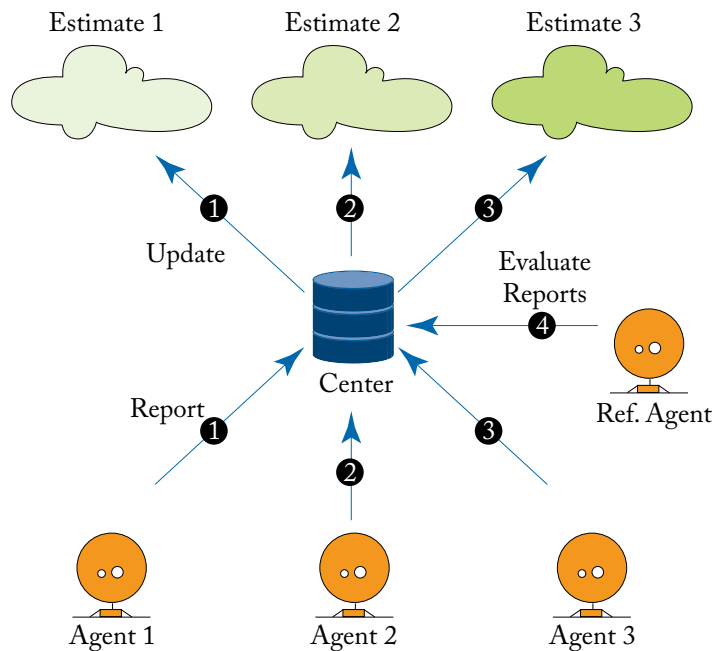 Estimate 1
Estimate 2
Estimate 3
1
2
3
Update
Evaluate
Reports
4
Center
Ref. Agent
Report
1
2
3
Agent 1
Agent 2
Agent 3